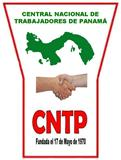 CENTRAL NACIONAL DE
TRABAJADORES DE PANAMÁ
CNTP
Fundada el 17 de Mayo de 1970